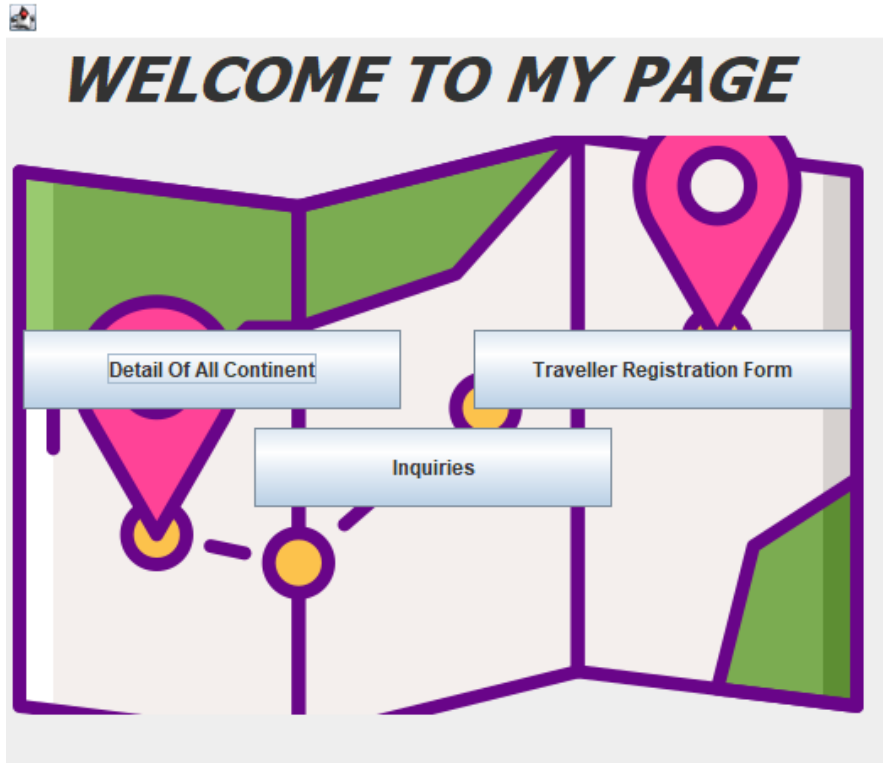 WELCOME TO MY PAGE
Detail Of All Continent
Traveller Registration Form
Inquiries